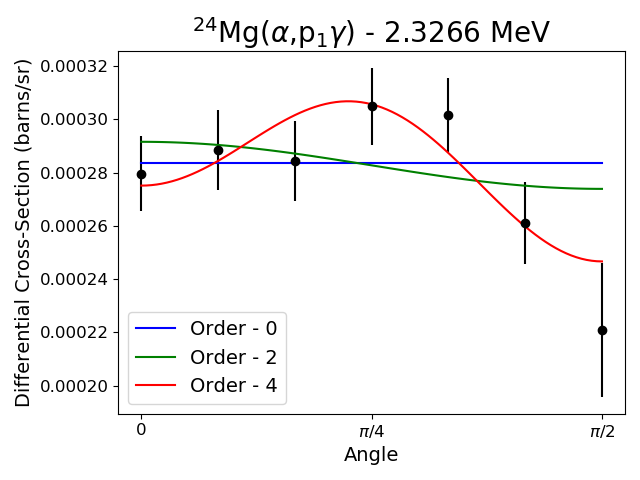 ²⁴Mg(α,p₁γ) - 2.3266 MeV
Differential Cross-Section (barns/sr)
0.00032
0.00030
0.00028
0.00026
0.00024
0.00022
0.00020
Order - 0
Order - 2
Order - 4
0
π/4
π/2
Angle